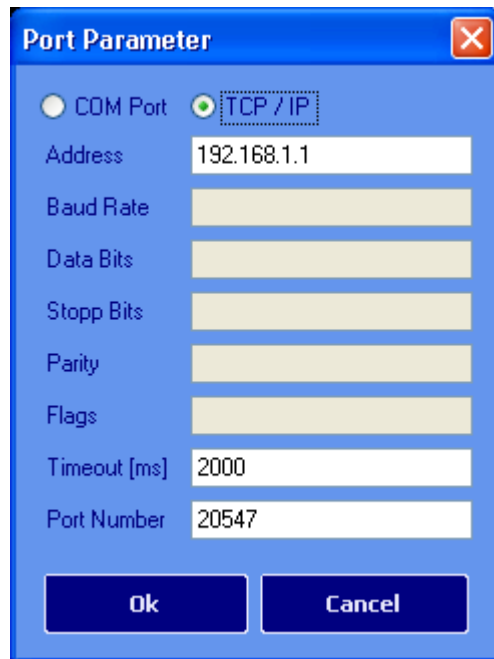 Port Parameter
COM Port TCP / IP
Address 192.168.1.1
Baud Rate
Data Bits
Stopp Bits
Parity
Flags
Timeout [ms] 2000
Port Number 20547
Ok Cancel